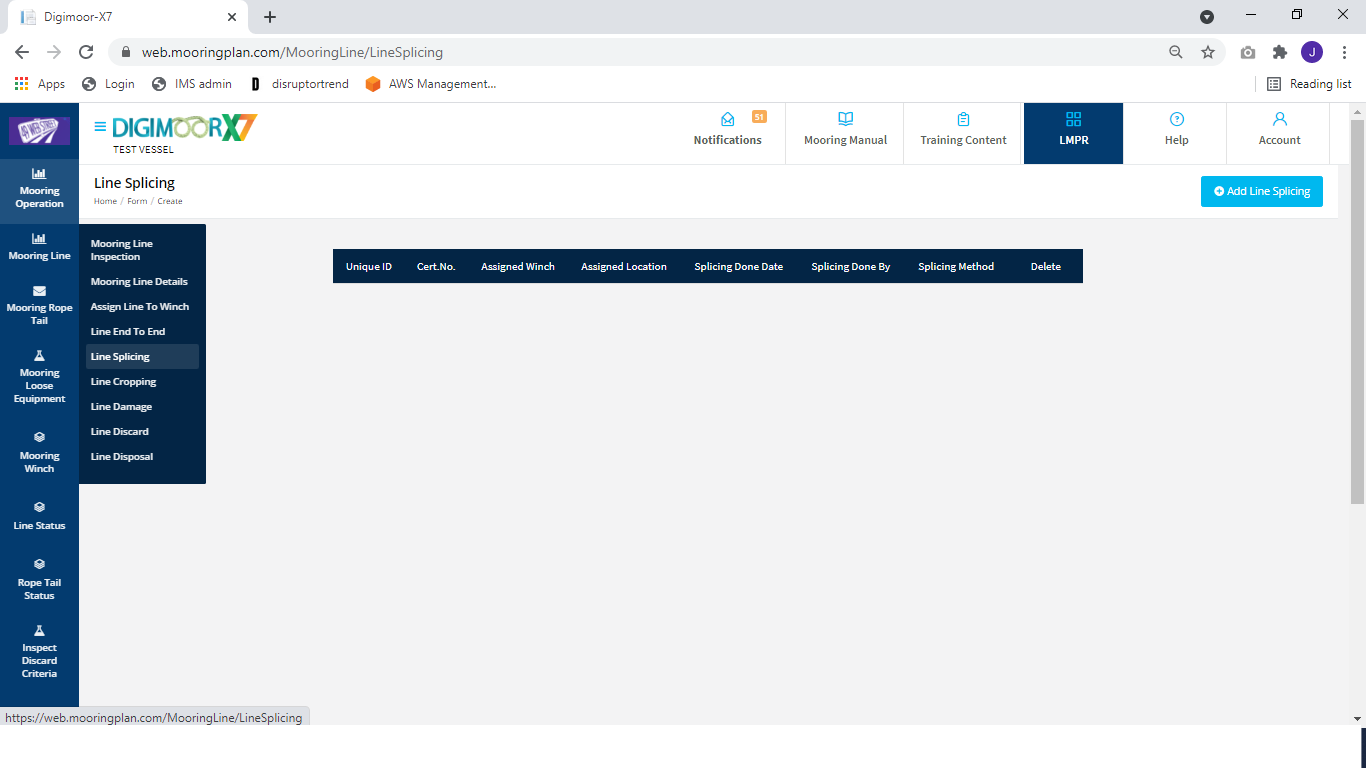 Digimoor-X7
web.mooringplan.com/MooringLine/LineSplicing
J
Apps
Login
IMS admin
D
disruptortrend
AWS Management...
Reading list
49 WEB STREET
DIGIMOORX7
TEST VESSEL
51
Notifications
Mooring Manual
Training Content
LMPR
Help
Account
Mooring
Operation
Mooring Line
Mooring Rope
Tail
Mooring
Loose
Equipment
Mooring
Winch
Line Status
Rope Tail
Status
Inspect
Discard
Criteria
Line Splicing
Home / Form / Create
Add Line Splicing
Mooring Line
Inspection
Mooring Line Details
Assign Line To Winch
Line End To End
Line Splicing
Line Cropping
Line Damage
Line Discard
Line Disposal
Unique ID Cert.No. Assigned Winch Assigned Location Splicing Done Date Splicing Done By Splicing Method Delete
https://web.mooringplan.com/MooringLine/LineSplicing